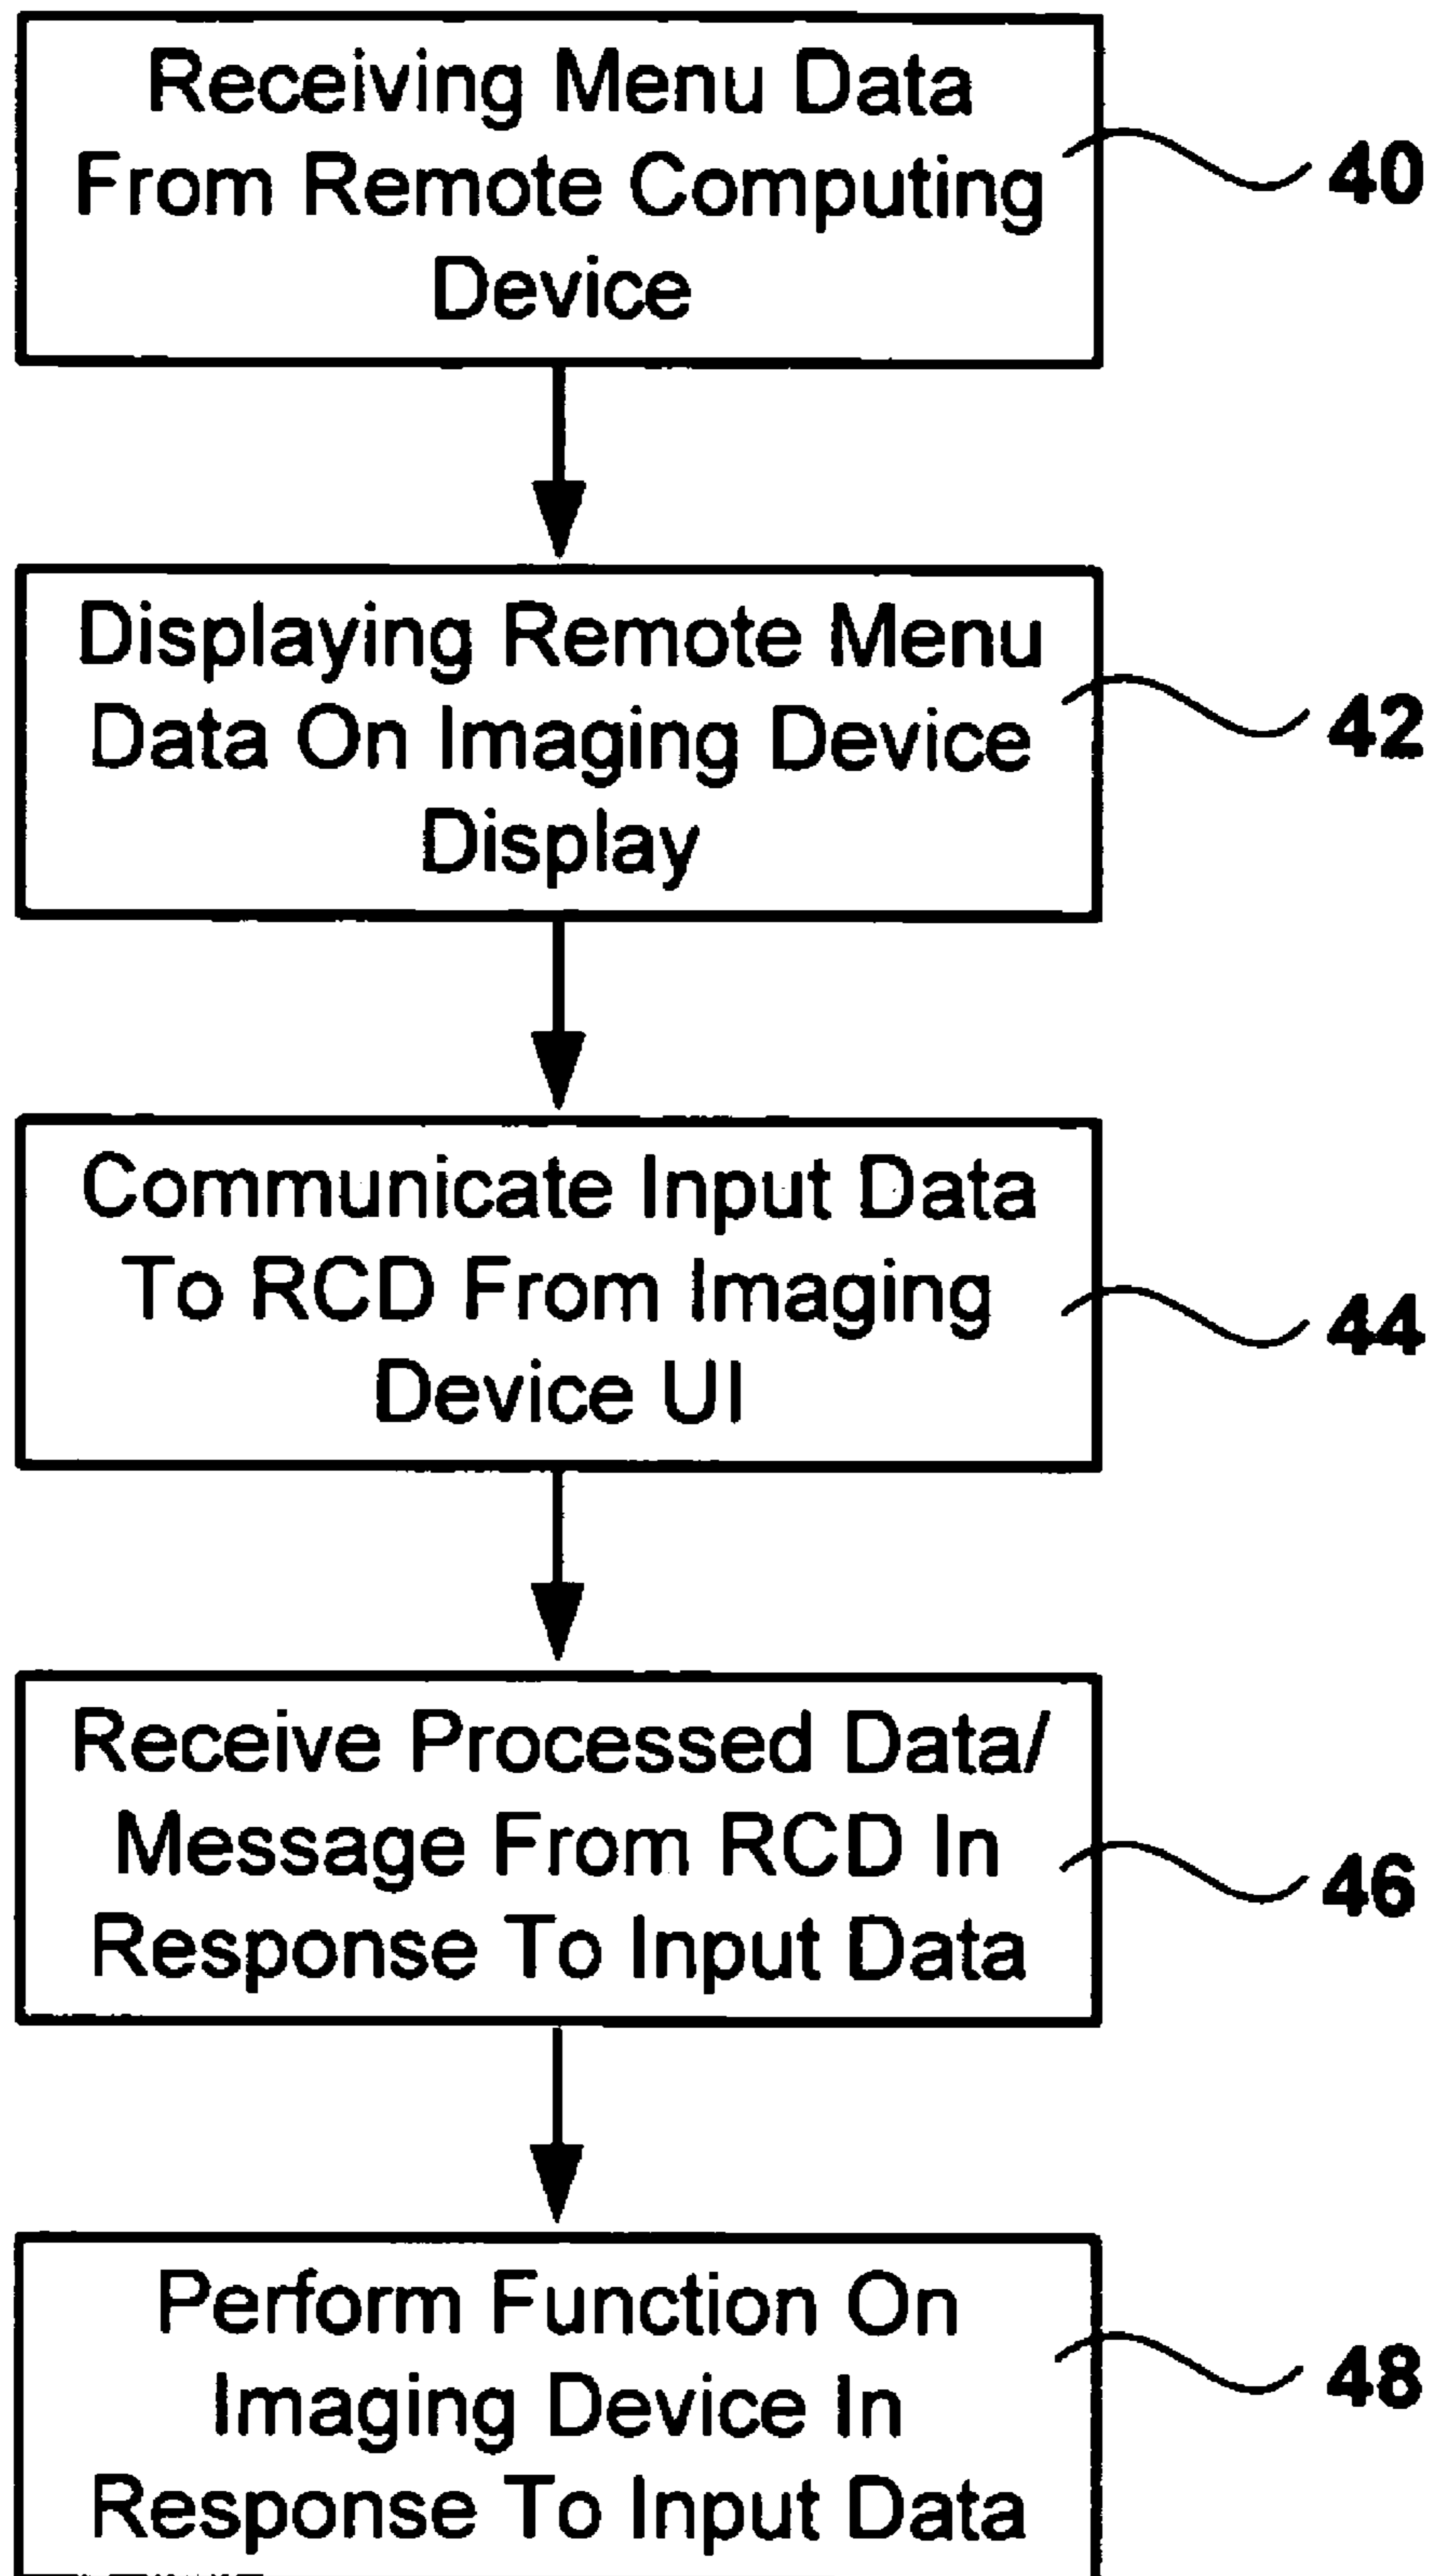 Receiving Menu Data
From Remote Computing
Device
40
Displaying Remote Menu
Data On Imaging Device
Display
42
Communicate Input Data
To RCD From Imaging
Device UI
44
Receive Processed Data/
Message From RCD In
Response To Input Data
46
Perform Function On
Imaging Device In
Response To Input Data
48